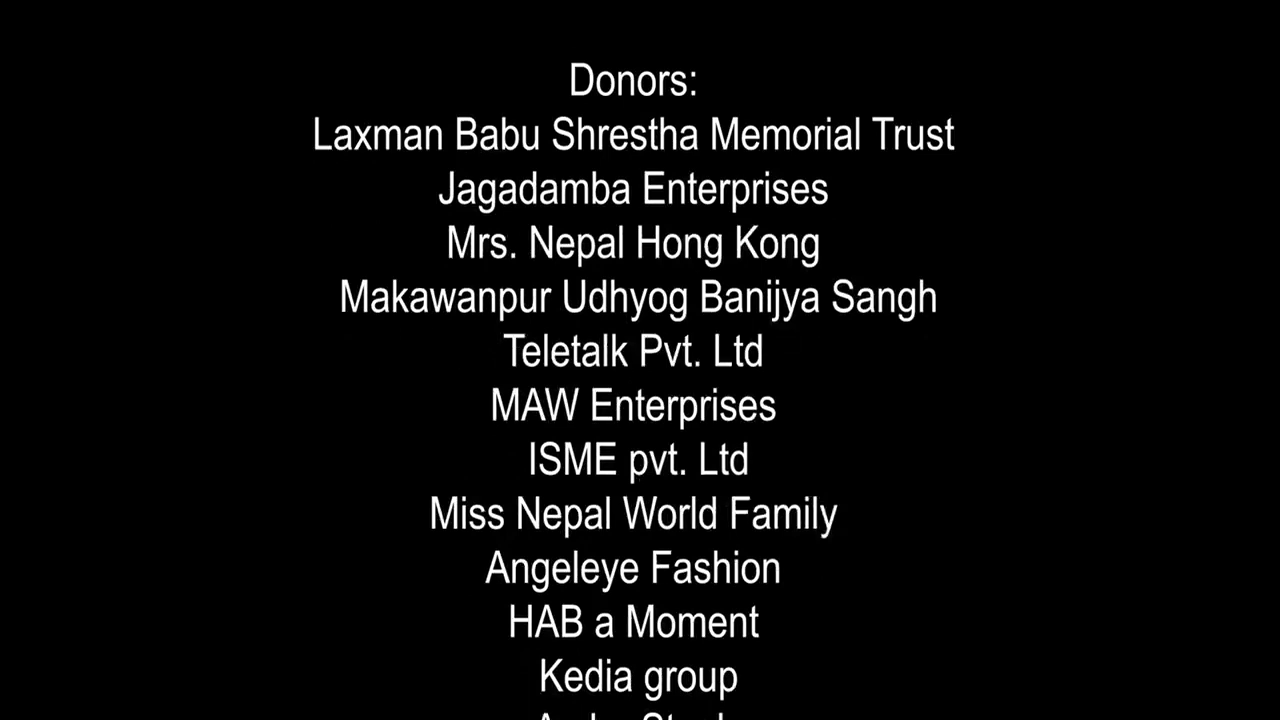 Donors:
Laxman Babu Shrestha Memorial Trust
Jagadamba Enterprises
Mrs. Nepal Hong Kong
Makawanpur Udhyog Banijya Sangh
Teletalk Pvt. Ltd
MAW Enterprises
ISME pvt. Ltd
Miss Nepal World Family
Angeleye Fashion
HAB a Moment
Kedia group